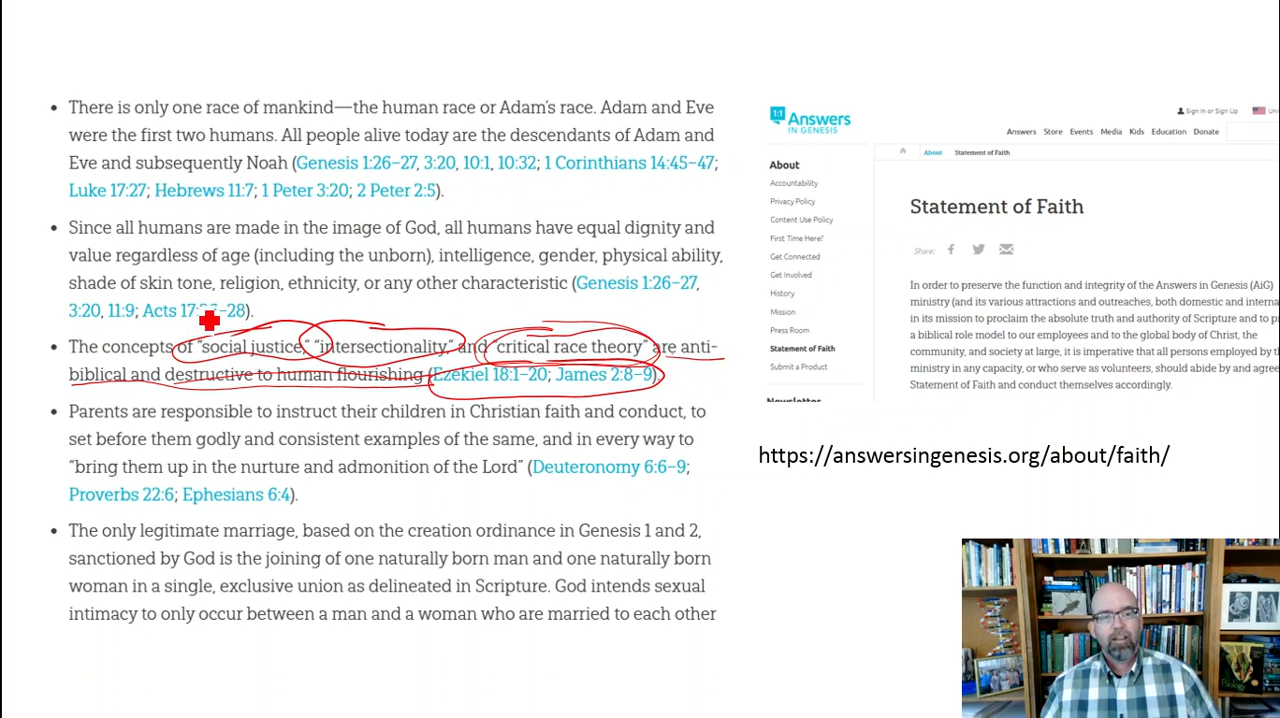 There is only one race of mankind—the human race or Adam's race. Adam and Eve
were the first two humans. All people alive today are the descendants of Adam and
Eve and subsequently Noah (Genesis 1:26–27, 3:20, 10:1, 10:32; 1 Corinthians 14:45–47;
Luke 17:27; Hebrews 11:7; 1 Peter 3:20; 2 Peter 2:5).
Since all humans are made in the image of God, all humans have equal dignity and
value regardless of age (including the unborn), intelligence, gender, physical ability,
shade of skin tone, religion, ethnicity, or any other characteristic (Genesis 1:26–27,
3:20, 11:9; Acts 17: –28).
The concepts of “social justice,” “intersectionality,” and “critical race theory” are anti-
biblical and destructive to human flourishing (Ezekiel 18:1–20; James 2:8–9).
Parents are responsible to instruct their children in Christian faith and conduct, to
set before them godly and consistent examples of the same, and in every way to
“bring them up in the nurture and admonition of the Lord” (Deuteronomy 6:6–9;
Proverbs 22:6; Ephesians 6:4).
The only legitimate marriage, based on the creation ordinance in Genesis 1 and 2,
sanctioned by God is the joining of one naturally born man and one naturally born
woman in a single, exclusive union as delineated in Scripture. God intends sexual
intimacy to only occur between a man and a woman who are married to each other
1:1 Answers
IN GENESIS
Sign In or Sign Up
Answers Store Events Media Kids Education Donate
About Statement of Faith
About
Accountability
Privacy Policy
Content Use Policy
First Time Here?
Get Connected
Get Involved
History
Mission
Press Room
Statement of Faith
Submit a Product
Newsletter
Statement of Faith
Share:
In order to preserve the function and integrity of the Answers in Genesis (AiG)
ministry (and its various attractions and outreaches, both domestic and interna
in its mission to proclaim the absolute truth and authority of Scripture and to pr
a biblical role model to our employees and to the global body of Christ, the
community, and society at large, it is imperative that all persons employed by th
ministry in any capacity, or who serve as volunteers, should abide by and agree
Statement of Faith and conduct themselves accordingly.
https://answersingenesis.org/about/faith/
Biology